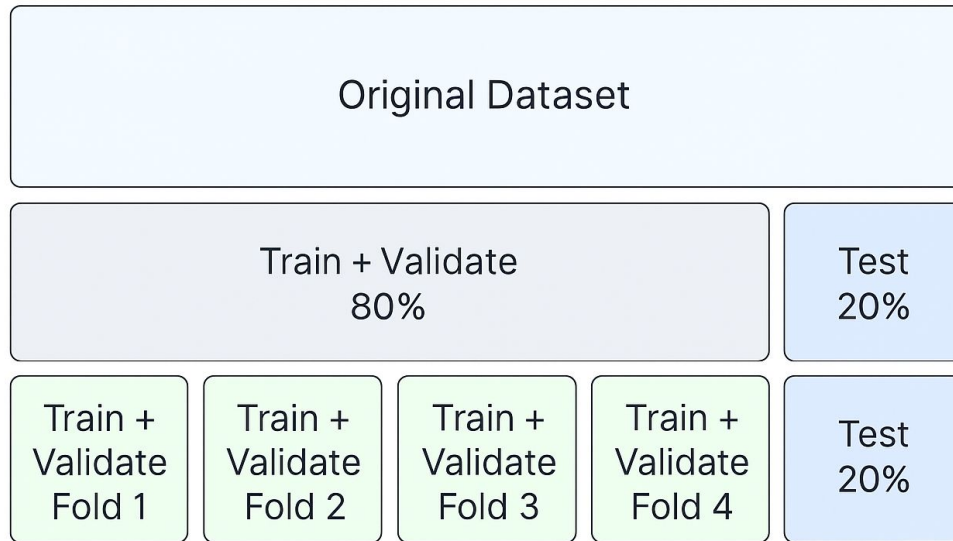 Original Dataset
Train + Validate
80%
Test
20%
Train +
Validate
Fold 1
Train +
Validate
Fold 2
Train +
Validate
Fold 3
Train +
Validate
Fold 4
Test
20%